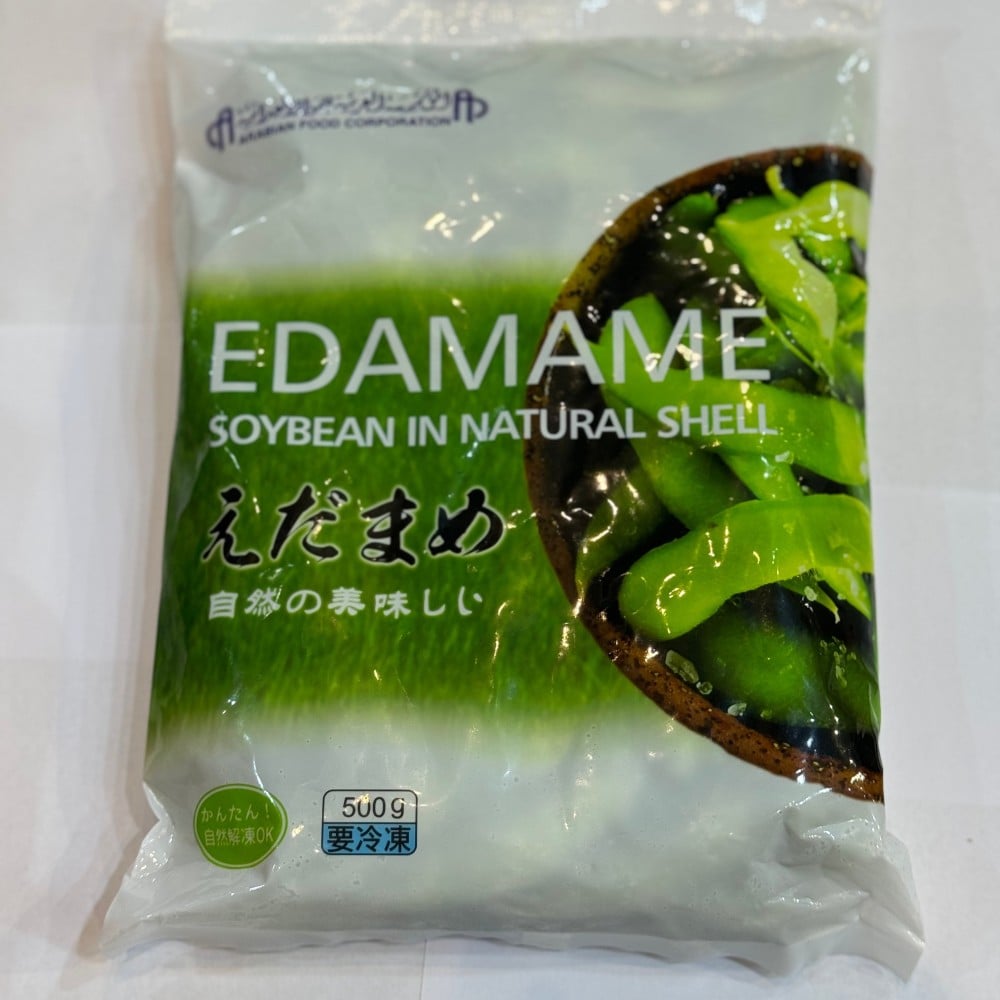 ARABIAN FOOD CORPORATION
EDAMAME
SOYBEAN IN NATURAL SHELL
えだまめ
自然の美味しい
かんたん！
自然解凍OK
500g
要冷凍